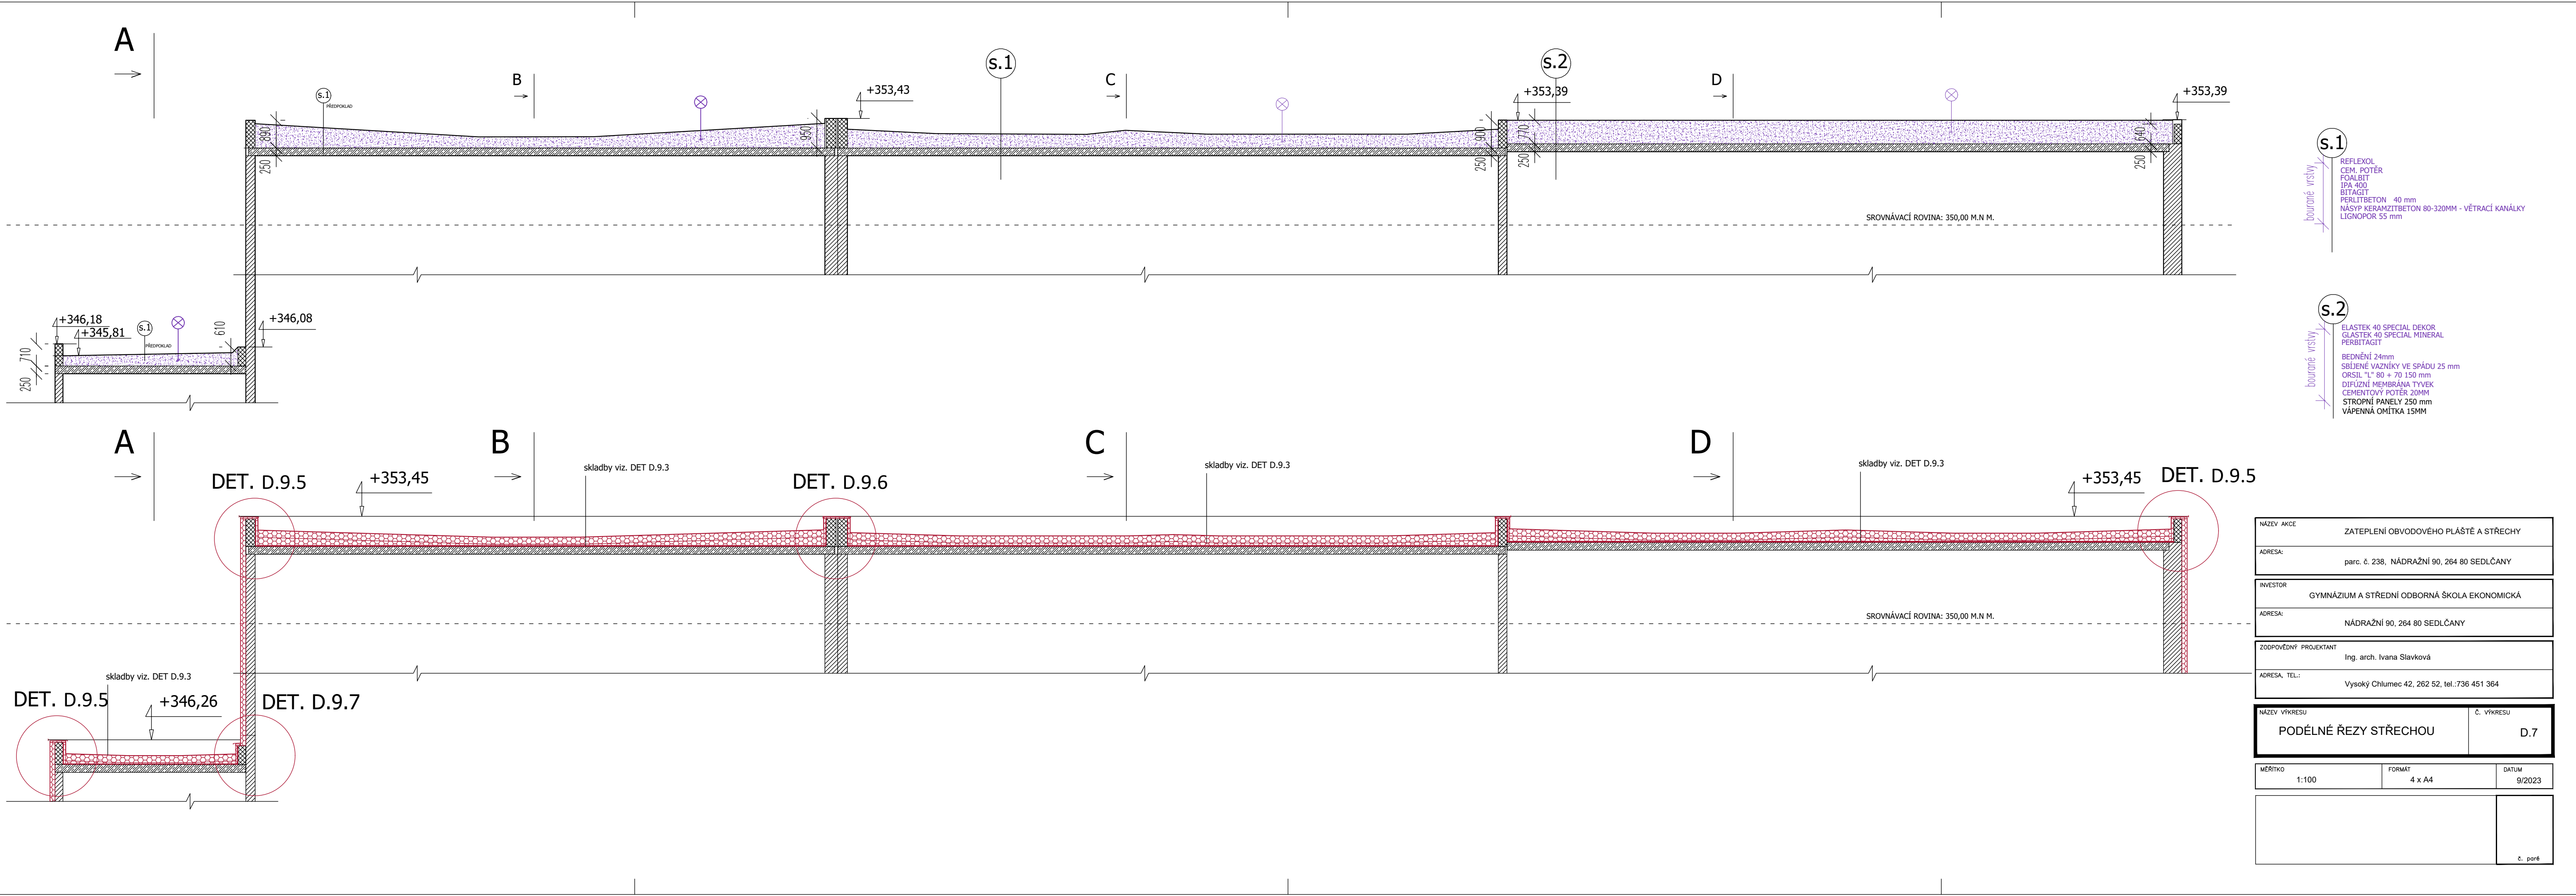 A
B
s.1
C
s.2
D
s.1
PŘEDPOKLAD
+353,43
+353,39
+353,39
890
250
950
900
250
770
250
640
250
SROVNÁVACÍ ROVINA: 350,00 M.N M.
+346,18
+345,81
s.1
PŘEDPOKLAD
610
+346,08
710
250
s.1
bourané vrstvy
REFLEXOL
CEM. POTĚR
FOALBIT
IPA 400
BITAGIT
PERLITBETON 40 mm
NÁSYP KERAMZITBETON 80-320MM - VĚTRACÍ KANÁLKY
LIGNOPOR 55 mm
s.2
bourané vrstvy
ELASTEK 40 SPECIAL DEKOR
GLASTEK 40 SPECIAL MINERAL
PERBITAGIT
BEDNĚNÍ 24mm
SBÍJENÉ VAZNÍKY VE SPÁDU 25 mm
ORSIL "L" 80 + 70 150 mm
DIFÚZNÍ MEMBRÁNA TYVEK
CEMENTOVÝ POTĚR 20MM
STROPNÍ PANELY 250 mm
VÁPENNÁ OMÍTKA 15MM
A
B
C
D
DET. D.9.5
+353,45
skladby viz. DET D.9.3
DET. D.9.6
skladby viz. DET D.9.3
skladby viz. DET D.9.3
+353,45
DET. D.9.5
SROVNÁVACÍ ROVINA: 350,00 M.N M.
skladby viz. DET D.9.3
DET. D.9.5
+346,26
DET. D.9.7
NÁZEV AKCE
ZATEPLENÍ OBVODOVÉHO PLÁŠTĚ A STŘECHY
ADRESA:
parc. č. 238, NÁDRAŽNÍ 90, 264 80 SEDLČANY
INVESTOR
GYMNÁZIUM A STŘEDNÍ ODBORNÁ ŠKOLA EKONOMICKÁ
ADRESA:
NÁDRAŽNÍ 90, 264 80 SEDLČANY
ZODPOVĚDNÝ PROJEKTANT
Ing. arch. Ivana Slavková
ADRESA, TEL.:
Vysoký Chlumec 42, 262 52, tel.:736 451 364
NÁZEV VÝKRESU
Č. VÝKRESU
PODÉLNÉ ŘEZY STŘECHOU
D.7
MĚŘÍTKO
FORMÁT
DATUM
1:100
4 x A4
9/2023
č. paré